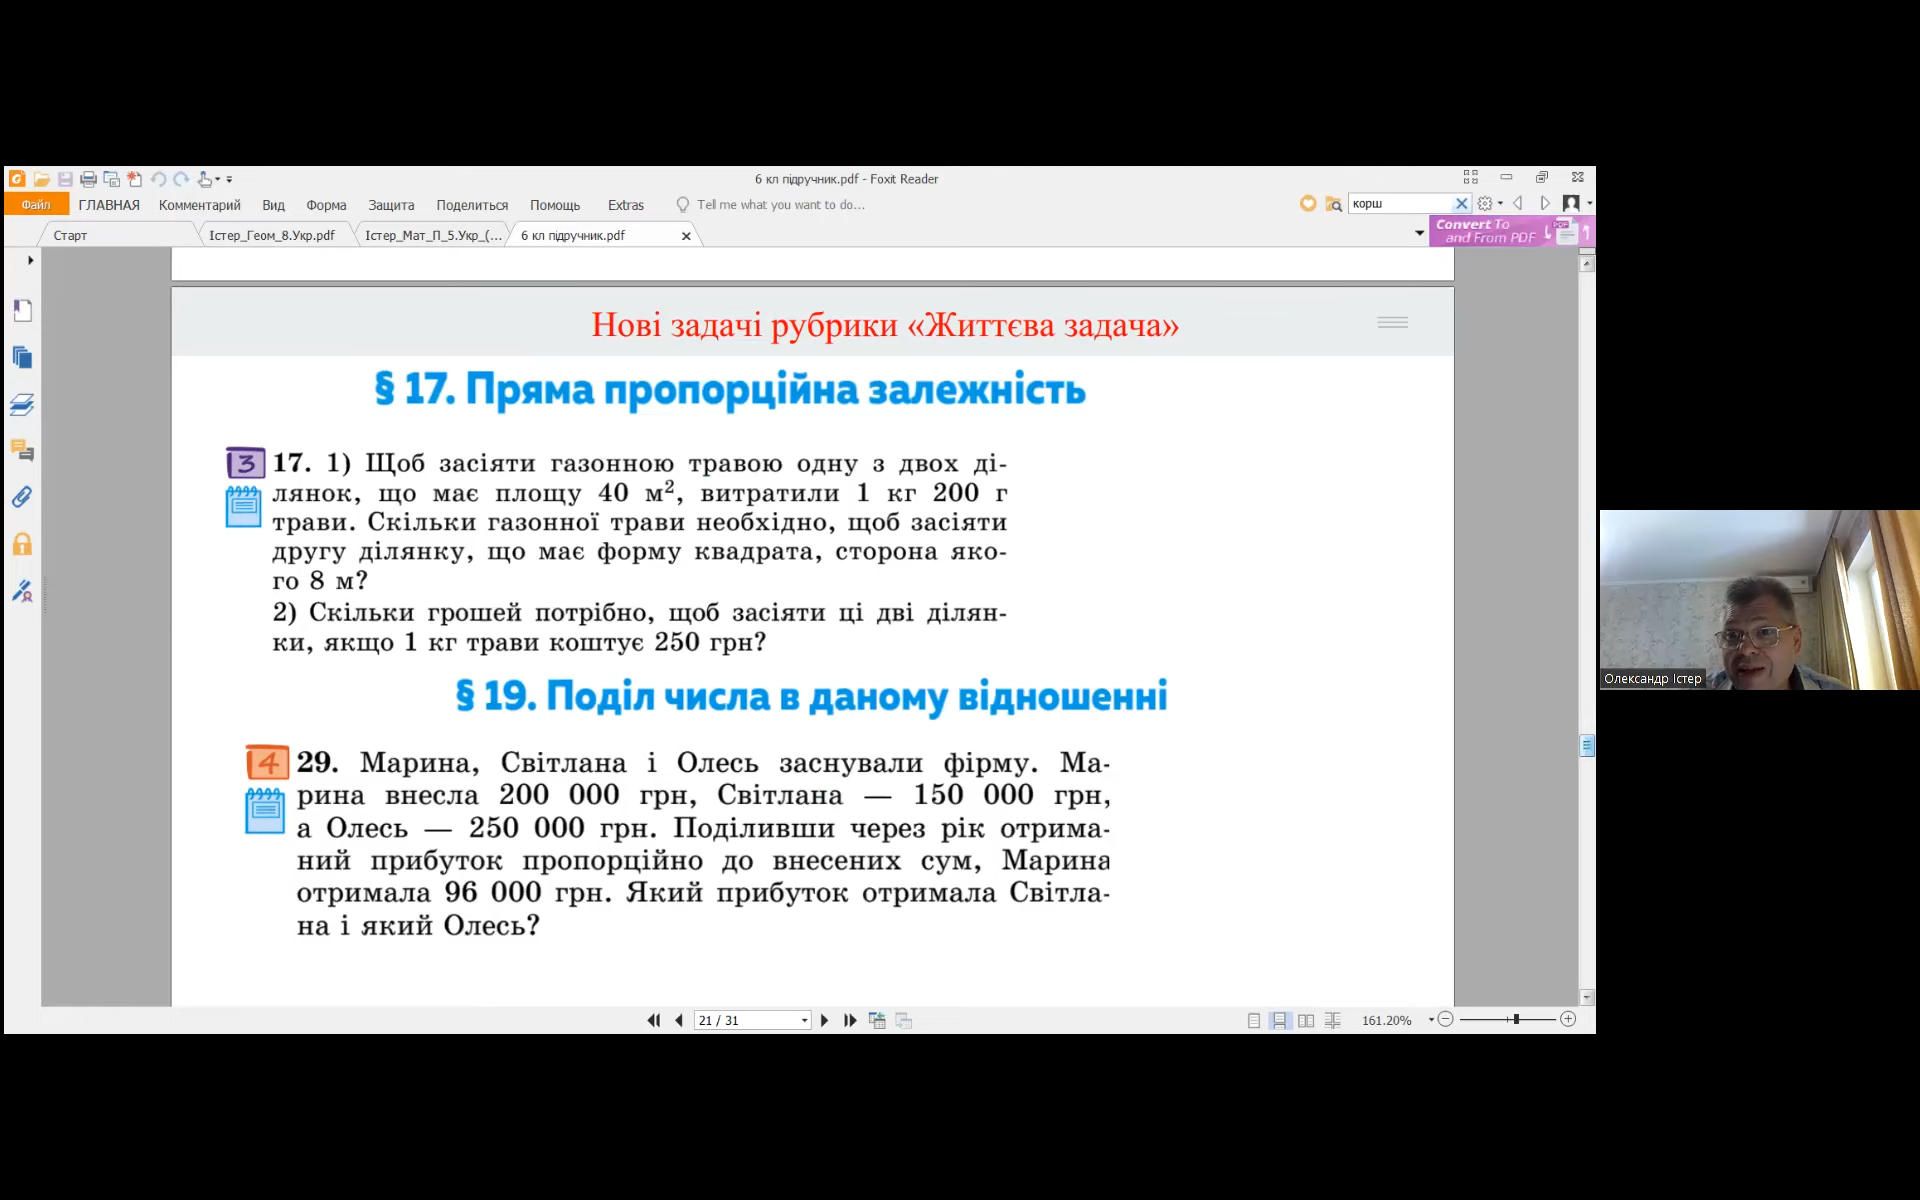 6 кл підручник.pdf - Foxit Reader
Файл ГЛАВНАЯ Комментарий Вид Форма Защита Поделиться Помощь Extras Tell me what you want to do... корш
Старт Істер_Геом_8.Укр.pdf Істер_Мат_П_5.Укр_(... 6 кл підручник.pdf
Convert To
and From PDF
PDF
Нові задачі рубрики «Життєва задача»
§ 17. Пряма пропорційна залежність
3 17. 1) Щоб засіяти газонною травою одну з двох ді-
лянок, що має площу 40 м², витратили 1 кг 200 г
трави. Скільки газонної трави необхідно, щоб засіяти
другу ділянку, що має форму квадрата, сторона яко-
го 8 м?
2) Скільки грошей потрібно, щоб засіяти ці дві ділян-
ки, якщо 1 кг трави коштує 250 грн?
§ 19. Поділ числа в даному відношенні
4 29. Марина, Світлана і Олесь заснували фірму. Ма-
рина внесла 200 000 грн, Світлана — 150 000 грн,
а Олесь — 250 000 грн. Поділивши через рік отрима-
ний прибуток пропорційно до внесених сум, Марина
отримала 96 000 грн. Який прибуток отримала Світла-
на і який Олесь?
Олександр Істер
21 / 31
161.20%